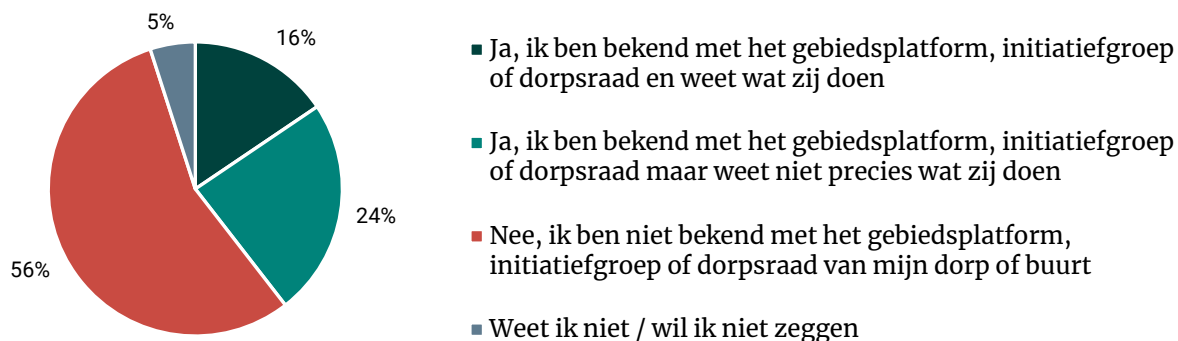 5%
16%
24%
56%
Ja, ik ben bekend met het gebiedsplatform, initiatiefgroep
of dorpsraad en weet wat zij doen
Ja, ik ben bekend met het gebiedsplatform, initiatiefgroep
of dorpsraad maar weet niet precies wat zij doen
Nee, ik ben niet bekend met het gebiedsplatform,
initiatiefgroep of dorpsraad van mijn dorp of buurt
Weet ik niet / wil ik niet zeggen